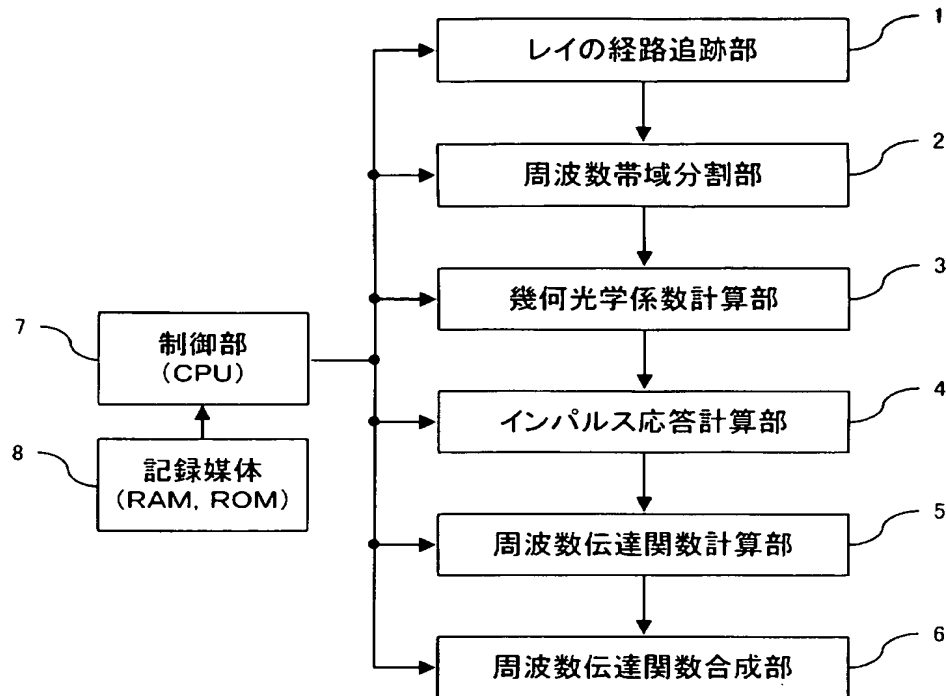 1
レイの経路追跡部
2
周波数帯域分割部
3
幾何光学係数計算部
7
制御部
(CPU)
4
インパルス応答計算部
8
記録媒体
(RAM, ROM)
5
周波数伝達関数計算部
6
周波数伝達関数合成部